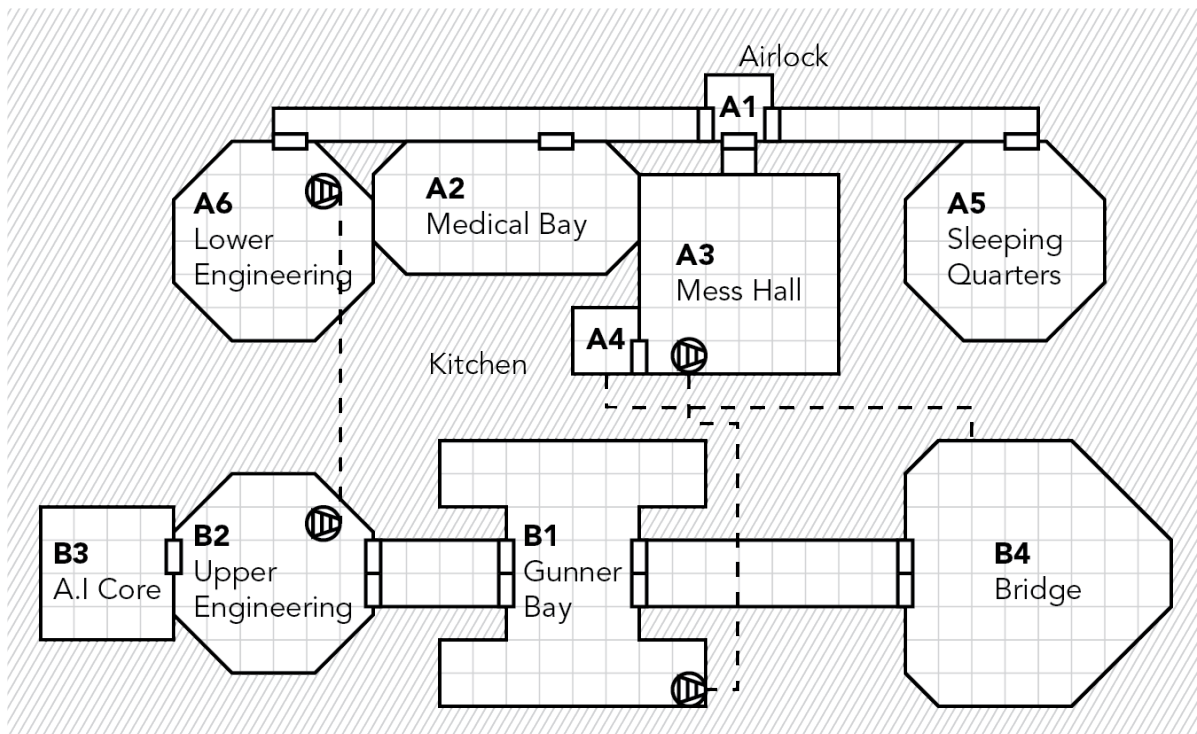 Airlock
A1
A6
Lower
Engineering
A2
Medical Bay
A3
Mess Hall
A5
Sleeping
Quarters
A4
Kitchen
B3
A.I Core
B2
Upper
Engineering
B1
Gunner
Bay
B4
Bridge